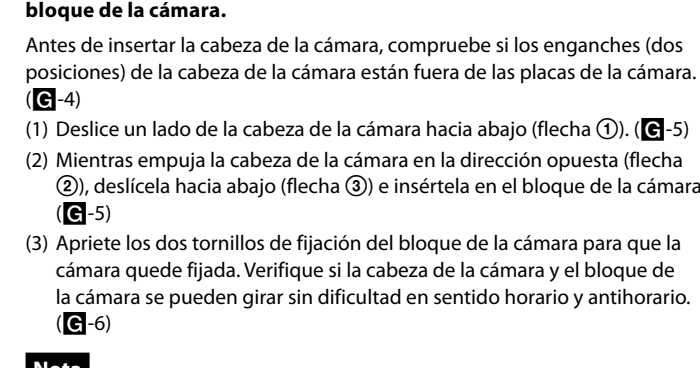 bloque de la cámara.
Antes de insertar la cabeza de la cámara, compruebe si los enganches (dos
posiciones) de la cabeza de la cámara están fuera de las placas de la cámara.
(G-4)
(1) Deslice un lado de la cabeza de la cámara hacia abajo (flecha ①). (G-5)
(2) Mientras empuja la cabeza de la cámara en la dirección opuesta (flecha
②)), deslícela hacia abajo (flecha ③) e insértela en el bloque de la cámara
(G-5)
(3) Apriete los dos tornillos de fijación del bloque de la cámara para que la
cámara quede fijada. Verifique si la cabeza de la cámara y el bloque de
la cámara se pueden girar sin dificultad en sentido horario y antihorario.
(G-6)
Nota